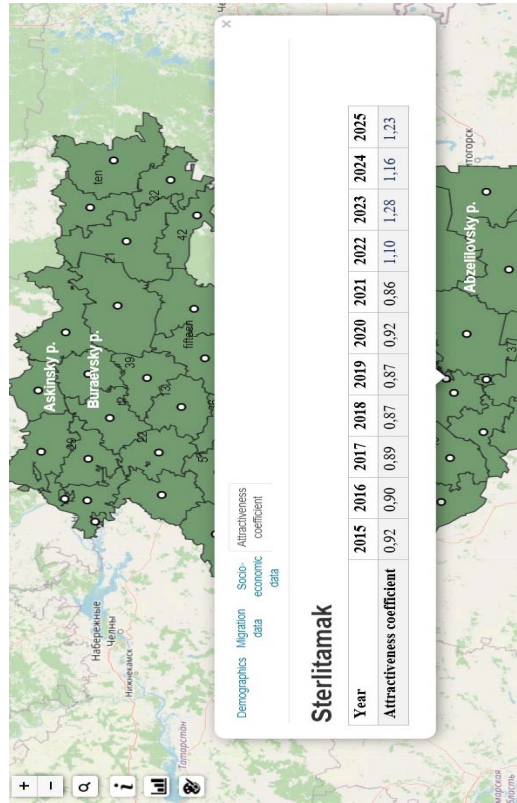 +
−
i
Набережные
Челны
Нижнекамск
Татарстан
Askinsky p.
Buraevsky p.
ten
32
42
21
fifteen
39
13
22
29
×
Demographics
Migration
data
Socio-
economic
data
Attractiveness
coefficient
Sterlitamak
Year 2015 2016 2017 2018 2019 2020 2021 2022 2023 2024 2025
Attractiveness coefficient 0,92 0,90 0,89 0,87 0,87 0,92 0,86 1,10 1,28 1,16 1,23
Abzelilovsky p.
37
тогорск